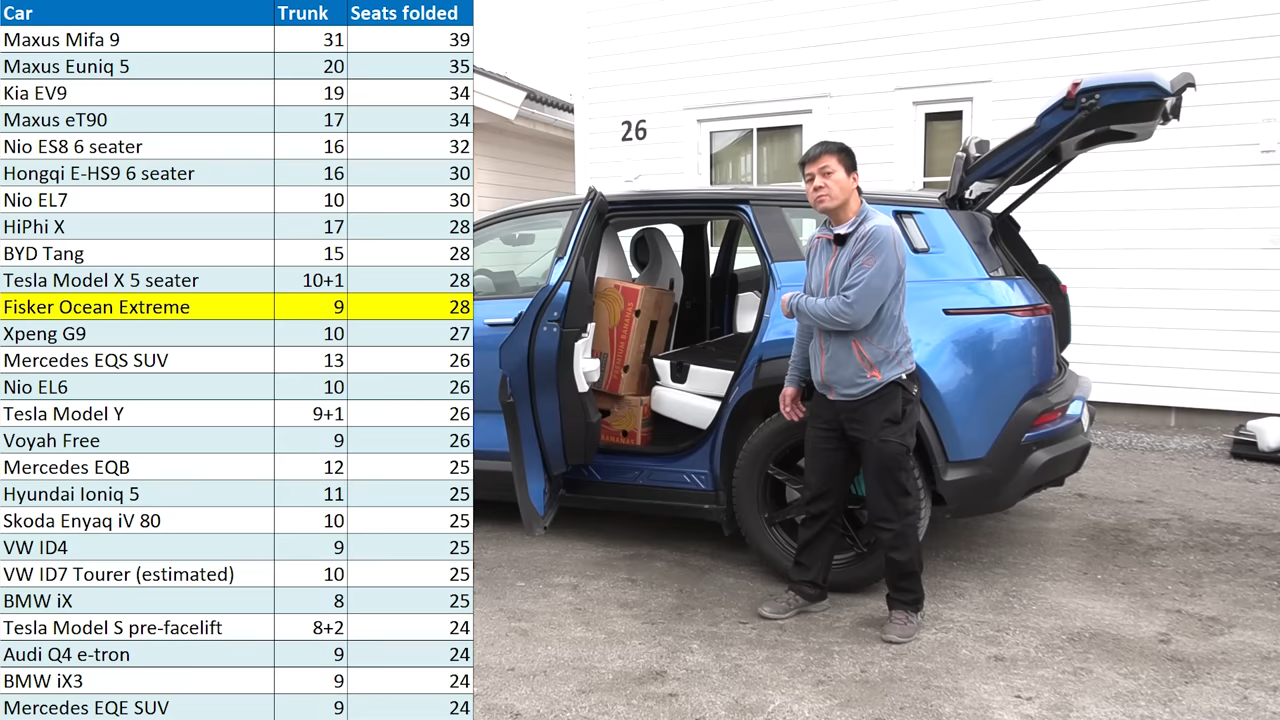 Car Trunk Seats folded
Maxus Mifa 9 31 39
Maxus Euniq 5 20 35
Kia EV9 19 34
Maxus eT90 17 34
Nio ES8 6 seater 16 32
Hongqi E-HS9 6 seater 16 30
Nio EL7 10 30
HiPhi X 17 28
BYD Tang 15 28
Tesla Model X 5 seater 10+1 28
Fisker Ocean Extreme 9 28
Xpeng G9 10 27
Mercedes EQS SUV 13 26
Nio EL6 10 26
Tesla Model Y 9+1 26
Voyah Free 9 26
Mercedes EQB 12 25
Hyundai Ioniq 5 11 25
Skoda Enyaq iV 80 10 25
VW ID4 9 25
VW ID7 Tourer (estimated) 10 25
BMW iX 8 25
Tesla Model S pre-facelift 8+2 24
Audi Q4 e-tron 9 24
BMW iX3 9 24
Mercedes EQE SUV 9 24
26
PREMIUM BANANAS
BANANAS